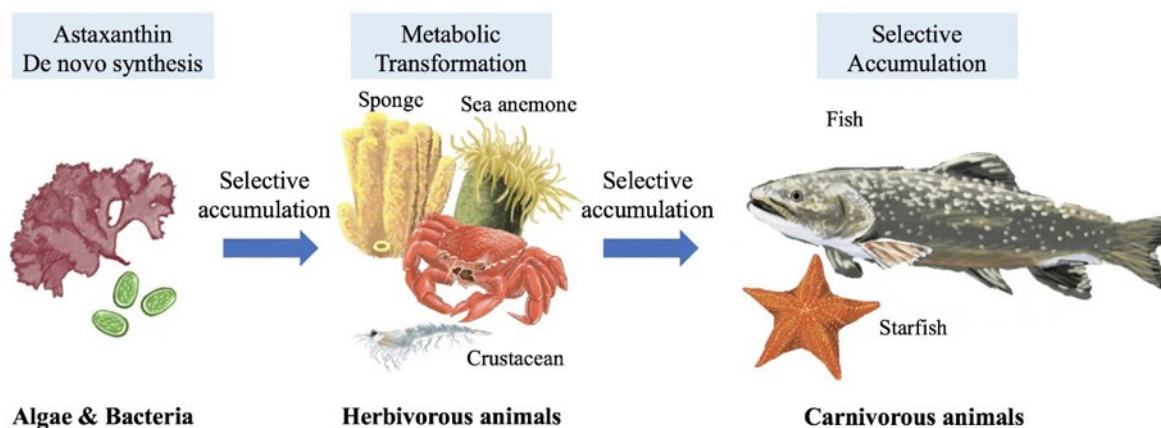 Astaxanthin
De novo synthesis
Metabolic
Transformation
Selective
Accumulation
Sponge
Sea anemone
Fish
Selective
accumulation
Selective
accumulation
Starfish
Crustacean
Algae & Bacteria
Herbivorous animals
Carnivorous animals